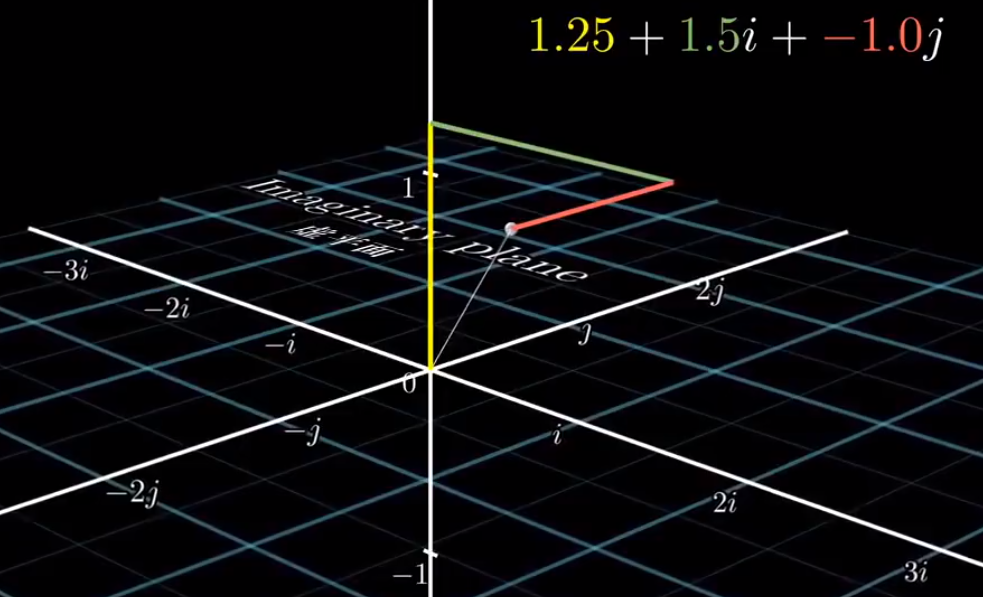 1.25 + 1.5i + −1.0j
1
Imaginary plane
虚平面
−3i
−2i
−i
2j
j
0
−j
i
−2j
2i
−1
3i